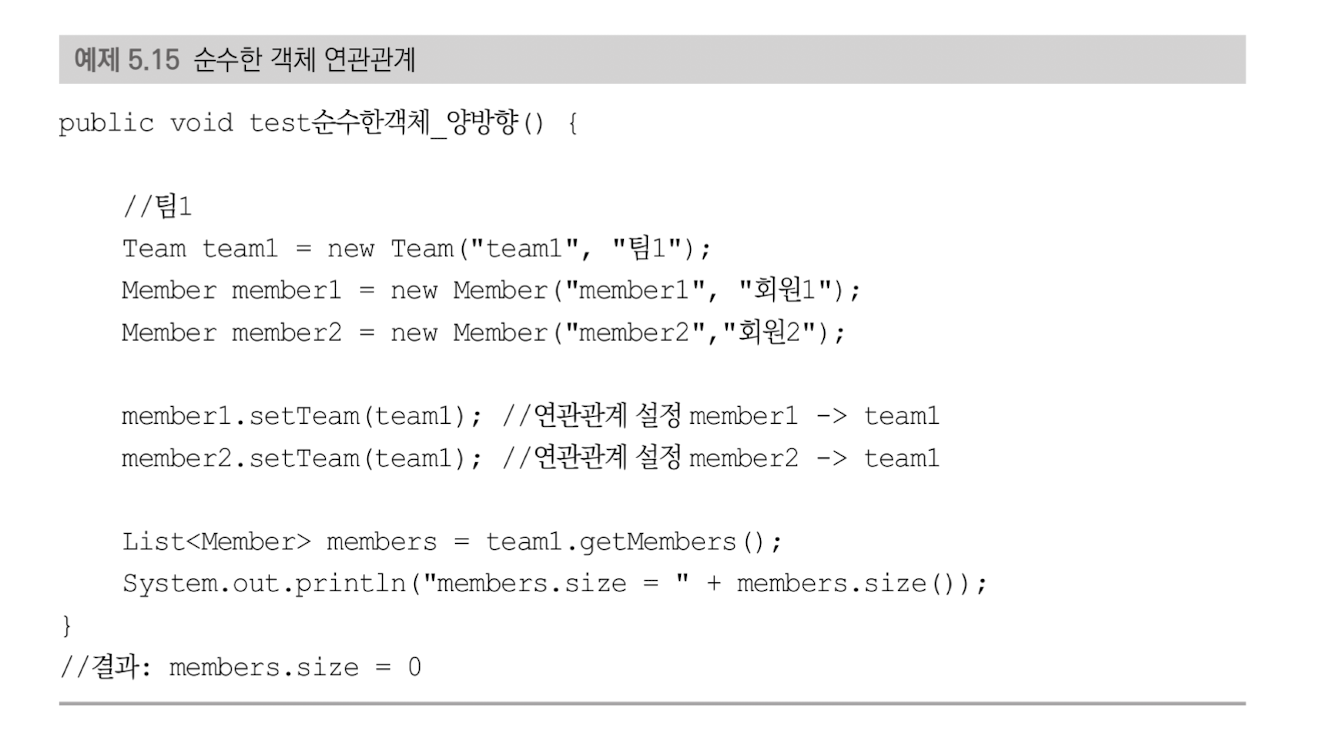 예제 5.15 순수한 객체 연관관계
public void test순수한객체_양방향() {
//팀1
Team team1 = new Team("team1", "팀1");
Member member1 = new Member("member1", "회원1");
Member member2 = new Member("member2","회원2");
member1.setTeam(team1); //연관관계 설정 member1 -> team1
member2.setTeam(team1); //연관관계 설정 member2 -> team1
List<Member> members = team1.getMembers();
System.out.println("members.size = " + members.size());
}
//결과: members.size = 0